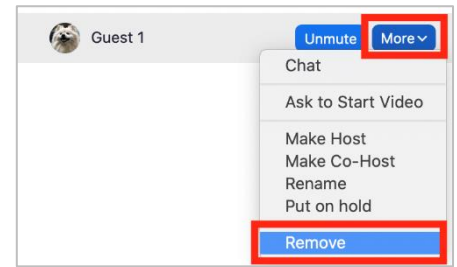 Guest 1 Unmute More
Chat
Ask to Start Video
Make Host
Make Co-Host
Rename
Put on hold
Remove